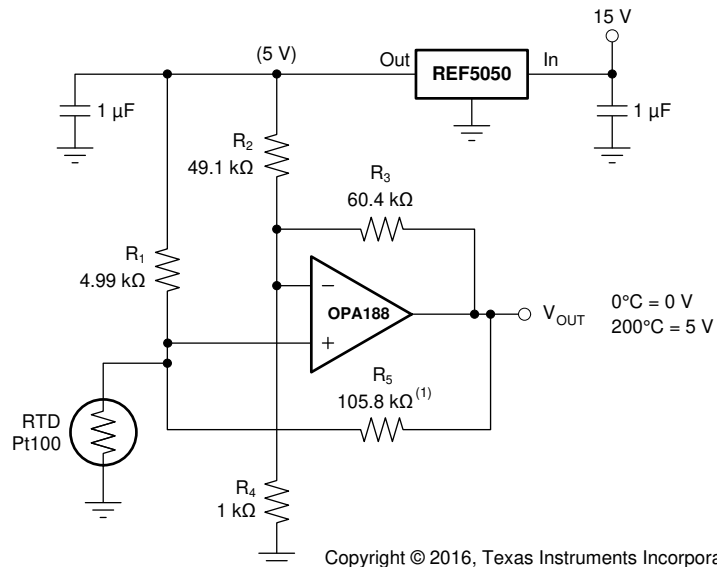 15 V
(5 V)
Out
REF5050
In
1 µF
1 µF
R2
49.1 kΩ
R3
60.4 kΩ
R1
4.99 kΩ
−
OPA188
+
VOUT
0°C = 0 V
200°C = 5 V
R5
105.8 kΩ(1)
RTD
Pt100
R4
1 kΩ
Copyright © 2016, Texas Instruments Incorpora